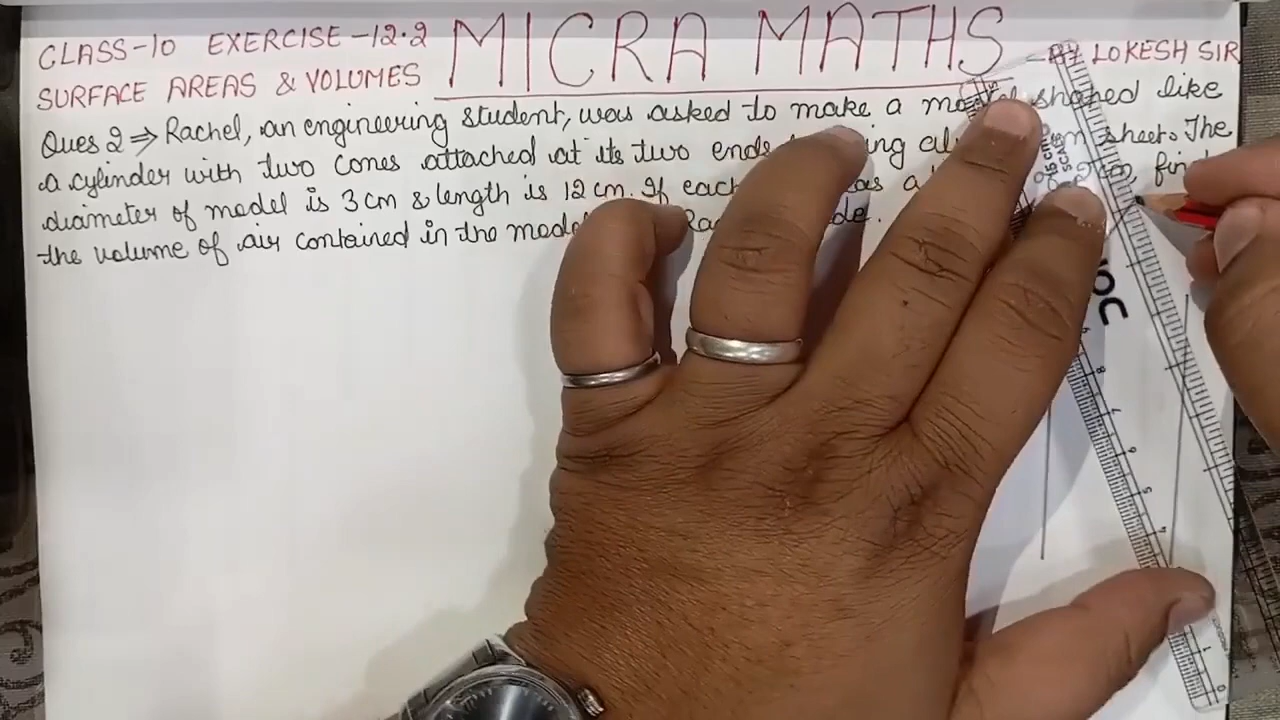 CLASS-10 EXERCISE-12.2 MICRA MATHS
LOKESH SIR
SURFACE AREAS & VOLUMES
Ques 2 ⇒ Rachel, an engineering student, was asked to make a shaped like
a cylinder with two cones attached at its two ends sheet. The
diameter of model is 3 cm & length is 12 cm. If each
the volume of air contained in the